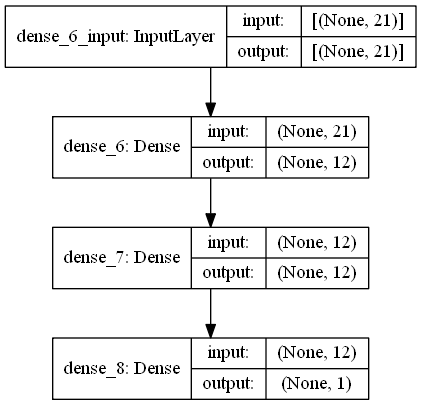 dense_6_input: InputLayer
input: [(None, 21)]
output: [(None, 21)]
dense_6: Dense
input: (None, 21)
output: (None, 12)
dense_7: Dense
input: (None, 12)
output: (None, 12)
dense_8: Dense
input: (None, 12)
output: (None, 1)